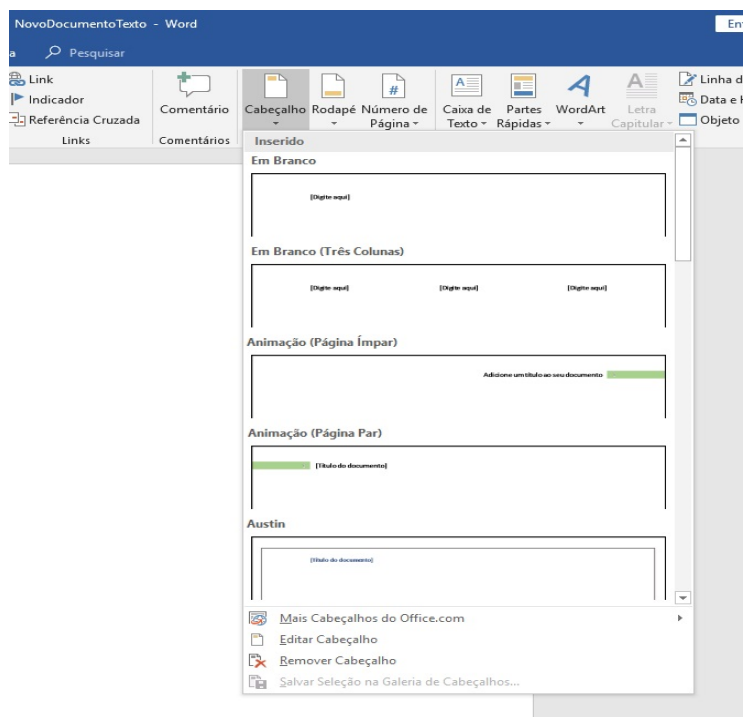 NovoDocumentoTexto - Word
En
a Pesquisar
Link
Indicador
Referência Cruzada
Links
Comentário
Comentários
Cabeçalho
Rodapé
Número de
Página
Caixa de
Texto
Partes
Rápidas
WordArt
Letra
Capitular
Linha d
Data e H
Objeto
Inserido
Em Branco
[Digite aqui]
Em Branco (Três Colunas)
[Digite aqui] [Digite aqui] [Digite aqui]
Animação (Página Ímpar)
Adicione um título ao seu documento
Animação (Página Par)
[Título do documento]
Austin
[Título do documento]
Mais Cabeçalhos do Office.com
Editar Cabeçalho
Remover Cabeçalho
Salvar Seleção na Galeria de Cabeçalhos...